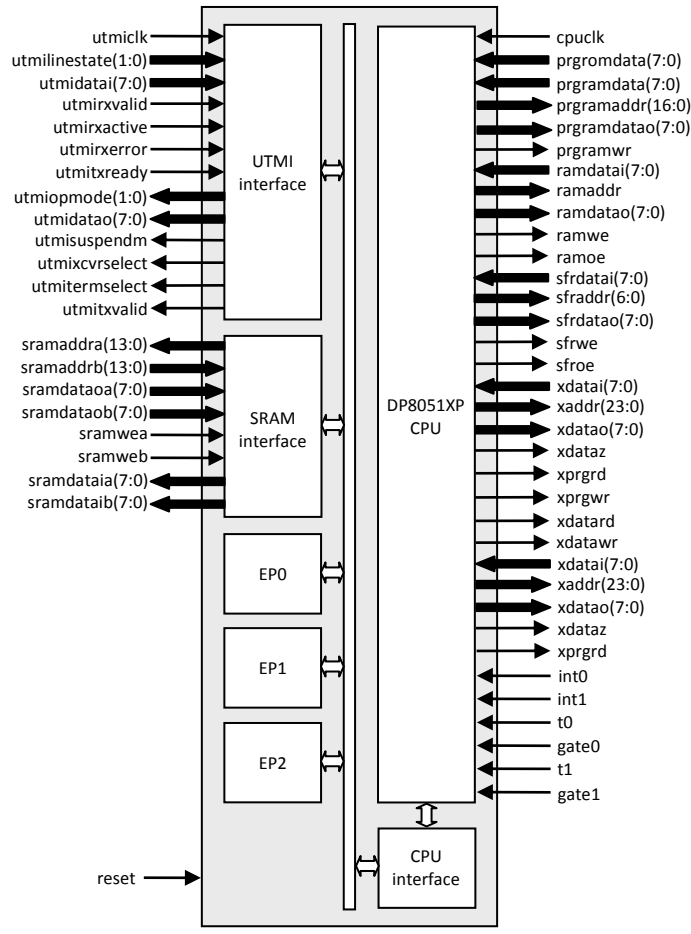 utmiclk
utmilinestate(1:0)
utmidatai(7:0)
utmirxvalid
utmirxactive
utmirxerror
utmitxready
utmiopmode(1:0)
utmidatao(7:0)
utmisuspendm
utmixcvrselect
utmitermselect
utmitxvalid
sramaddra(13:0)
sramaddrb(13:0)
sramdataoa(7:0)
sramdataob(7:0)
sramwea
sramweb
sramdataia(7:0)
sramdataib(7:0)
reset
UTMI
interface
SRAM
interface
EP0
EP1
EP2
DP8051XP
CPU
CPU
interface
cpuclk
prgromdata(7:0)
prgramdata(7:0)
prgramaddr(16:0)
prgramdatao(7:0)
prgramwr
ramdatai(7:0)
ramaddr
ramdatao(7:0)
ramwe
ramoe
sfrdatai(7:0)
sfraddr(6:0)
sfrdatao(7:0)
sfrwe
sfroe
xdatai(7:0)
xaddr(23:0)
xdatao(7:0)
xdataz
xprgrd
xprgwr
xdatard
xdatawr
xdatai(7:0)
xaddr(23:0)
xdatao(7:0)
xdataz
xprgrd
int0
int1
t0
gate0
t1
gate1